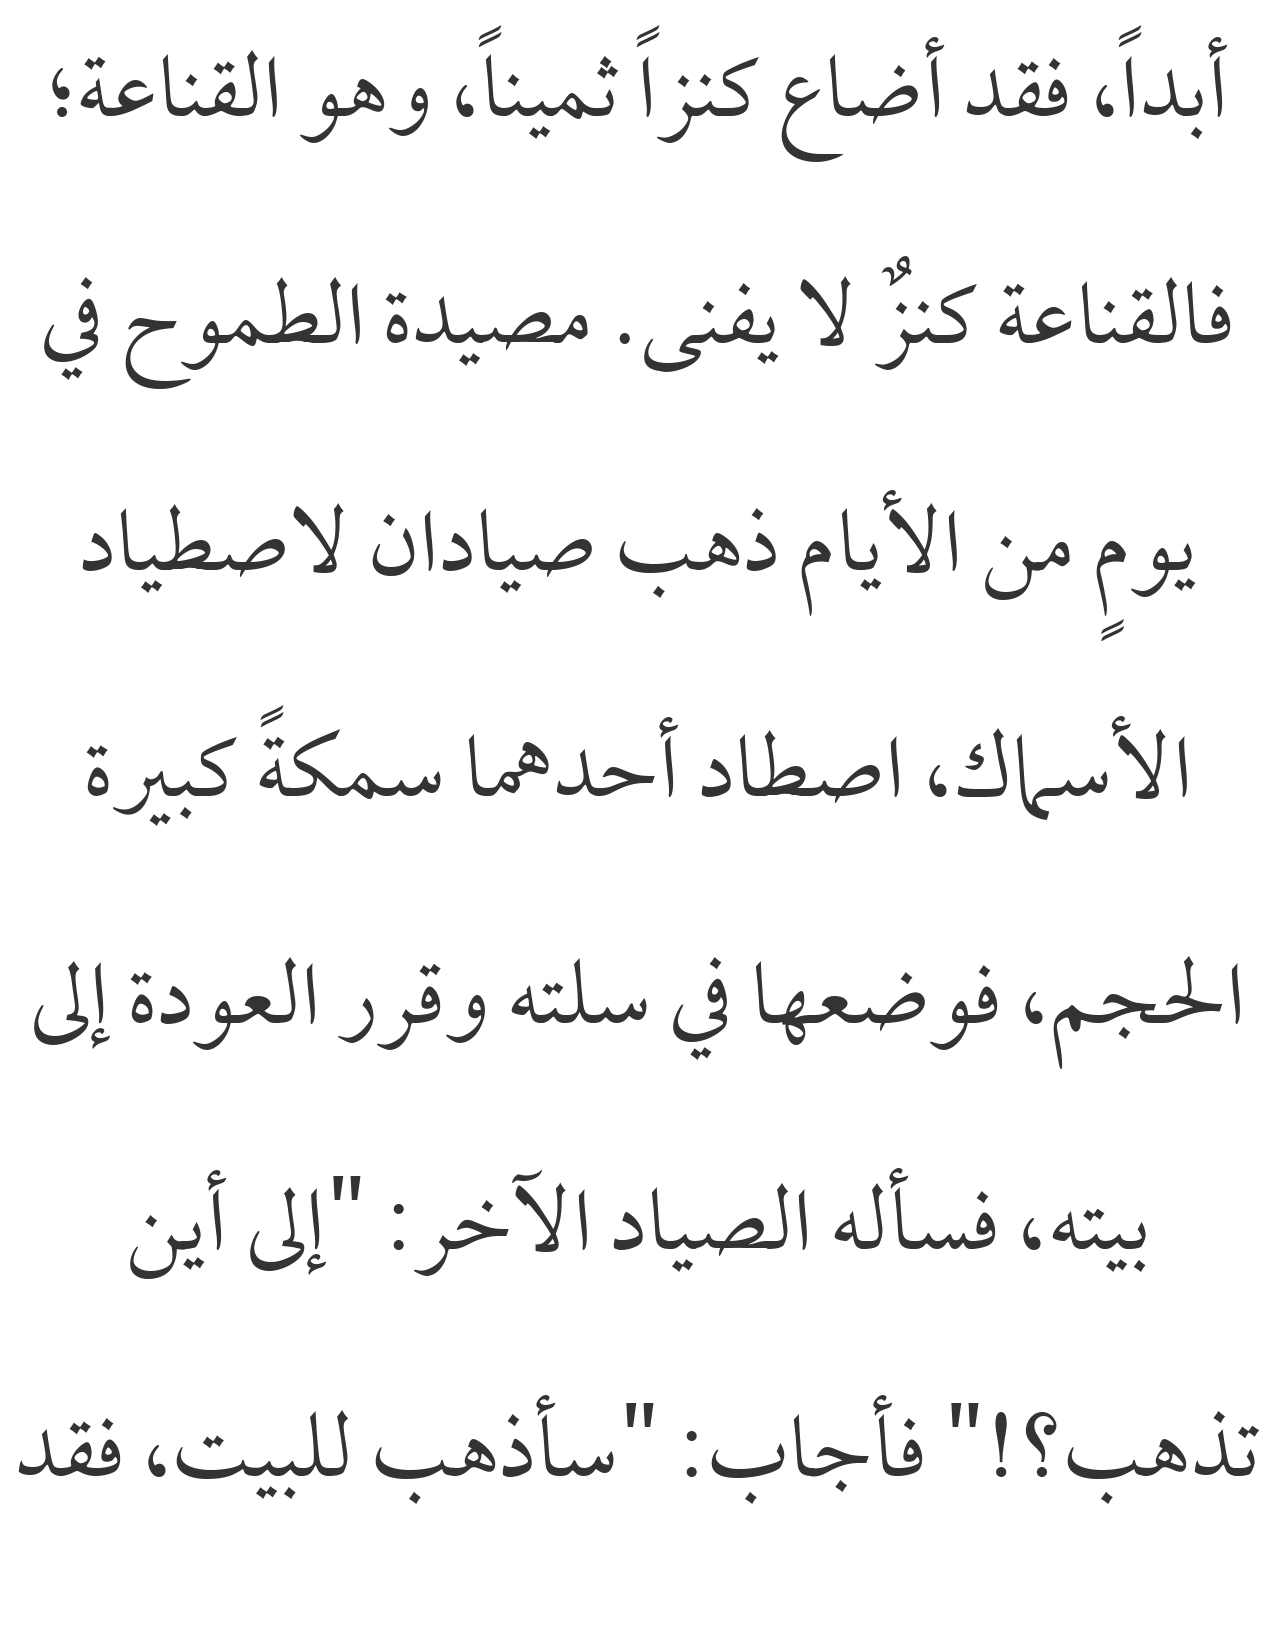 أبداً، فقد أضاع كنزاً ثميناً، وهو القناعة؛
فالقناعة كنزٌ لا يفنى. مصيدة الطموح في
يومٍ من الأيام ذهب صيادان لاصطياد
الأسماك، اصطاد أحدهما سمكةً كبيرة
الحجم، فوضعها في سلته وقرر العودة إلى
بيته، فسأله الصياد الآخر: "إلى أين
تذهب؟!" فأجاب: "سأذهب للبيت، فقد